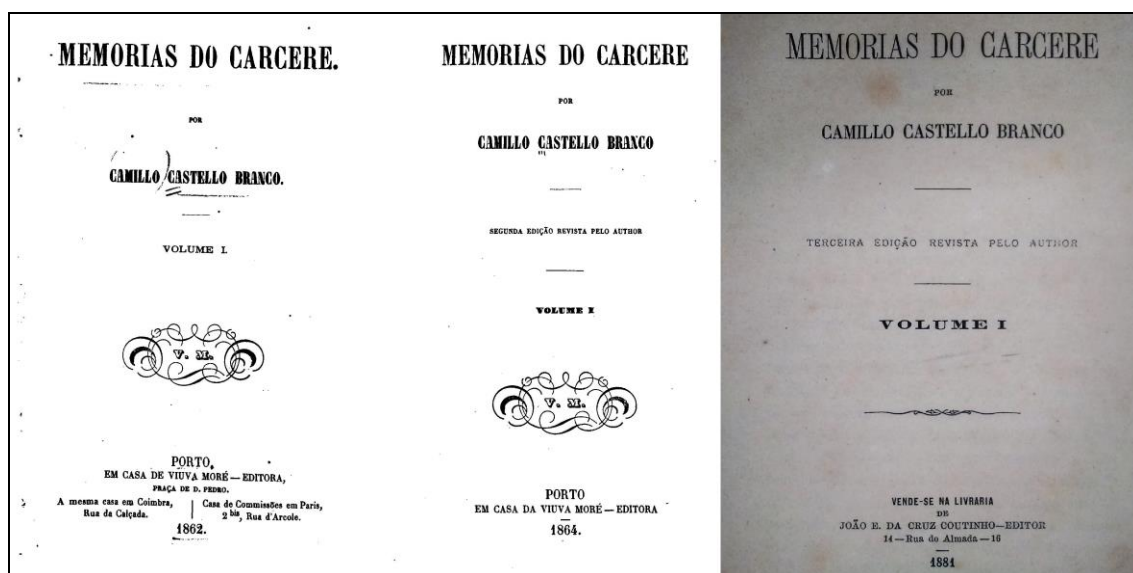 MEMORIAS DO CARCERE.
POR
CAMILLO CASTELLO BRANCO.
VOLUME I.
V. M.
PORTO,
EM CASA DE VIUVA MORÉ—EDITORA,
PRAÇA DE D. PEDRO.
A mesma casa em Coimbra,
Rua da Calçada.
Casa de Commissões em Paris,
2 bis, Rua d'Arcole.
1862.
MEMORIAS DO CARCERE
POR
CAMILLO CASTELLO BRANCO
SEGUNDA EDIÇÃO REVISTA PELO AUTHOR
VOLUME I
V. M.
PORTO
EM CASA DA VIUVA MORÉ—EDITORA
1864.
MEMORIAS DO CARCERE
POR
CAMILLO CASTELLO BRANCO
TERCEIRA EDIÇÃO REVISTA PELO AUTHOR
VOLUME I
VENDE-SE NA LIVRARIA
DE
JOÃO E. DA CRUZ COUTINHO—EDITOR
14—Rua do Almada—16
1881